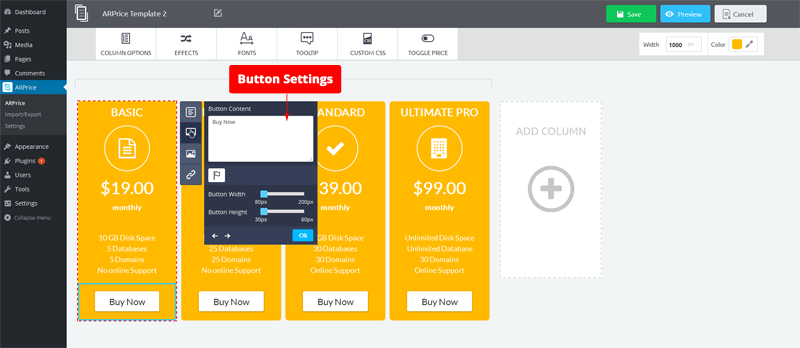 Dashboard
Posts
Media
Pages
Comments
ARPrice
ARPrice
Import/Export
Settings
Appearance
Plugins 1
Users
Tools
Settings
Collapse menu
ARPrice Template 2
Save
Preview
Cancel
COLUMN OPTIONS
EFFECTS
FONTS
TOOLTIP
CUSTOM CSS
TOGGLE PRICE
Width 1000 px
Color
Button Settings
BASIC
$19.00
monthly
10 GB Disk Space
5 Databases
5 Domains
No online Support
Buy Now
Button Content
Buy Now
Button Width
80px 200px
Button Height
30px 60px
Ok
25 Databases
25 Domains
No online Support
Buy Now
ANDARD
39.00
monthly
GB Disk Space
30 Databases
30 Domains
Online Support
Buy Now
ULTIMATE PRO
$99.00
monthly
Unlimited Disk Space
Unlimited Database
30 Domains
Online Support
Buy Now
ADD COLUMN